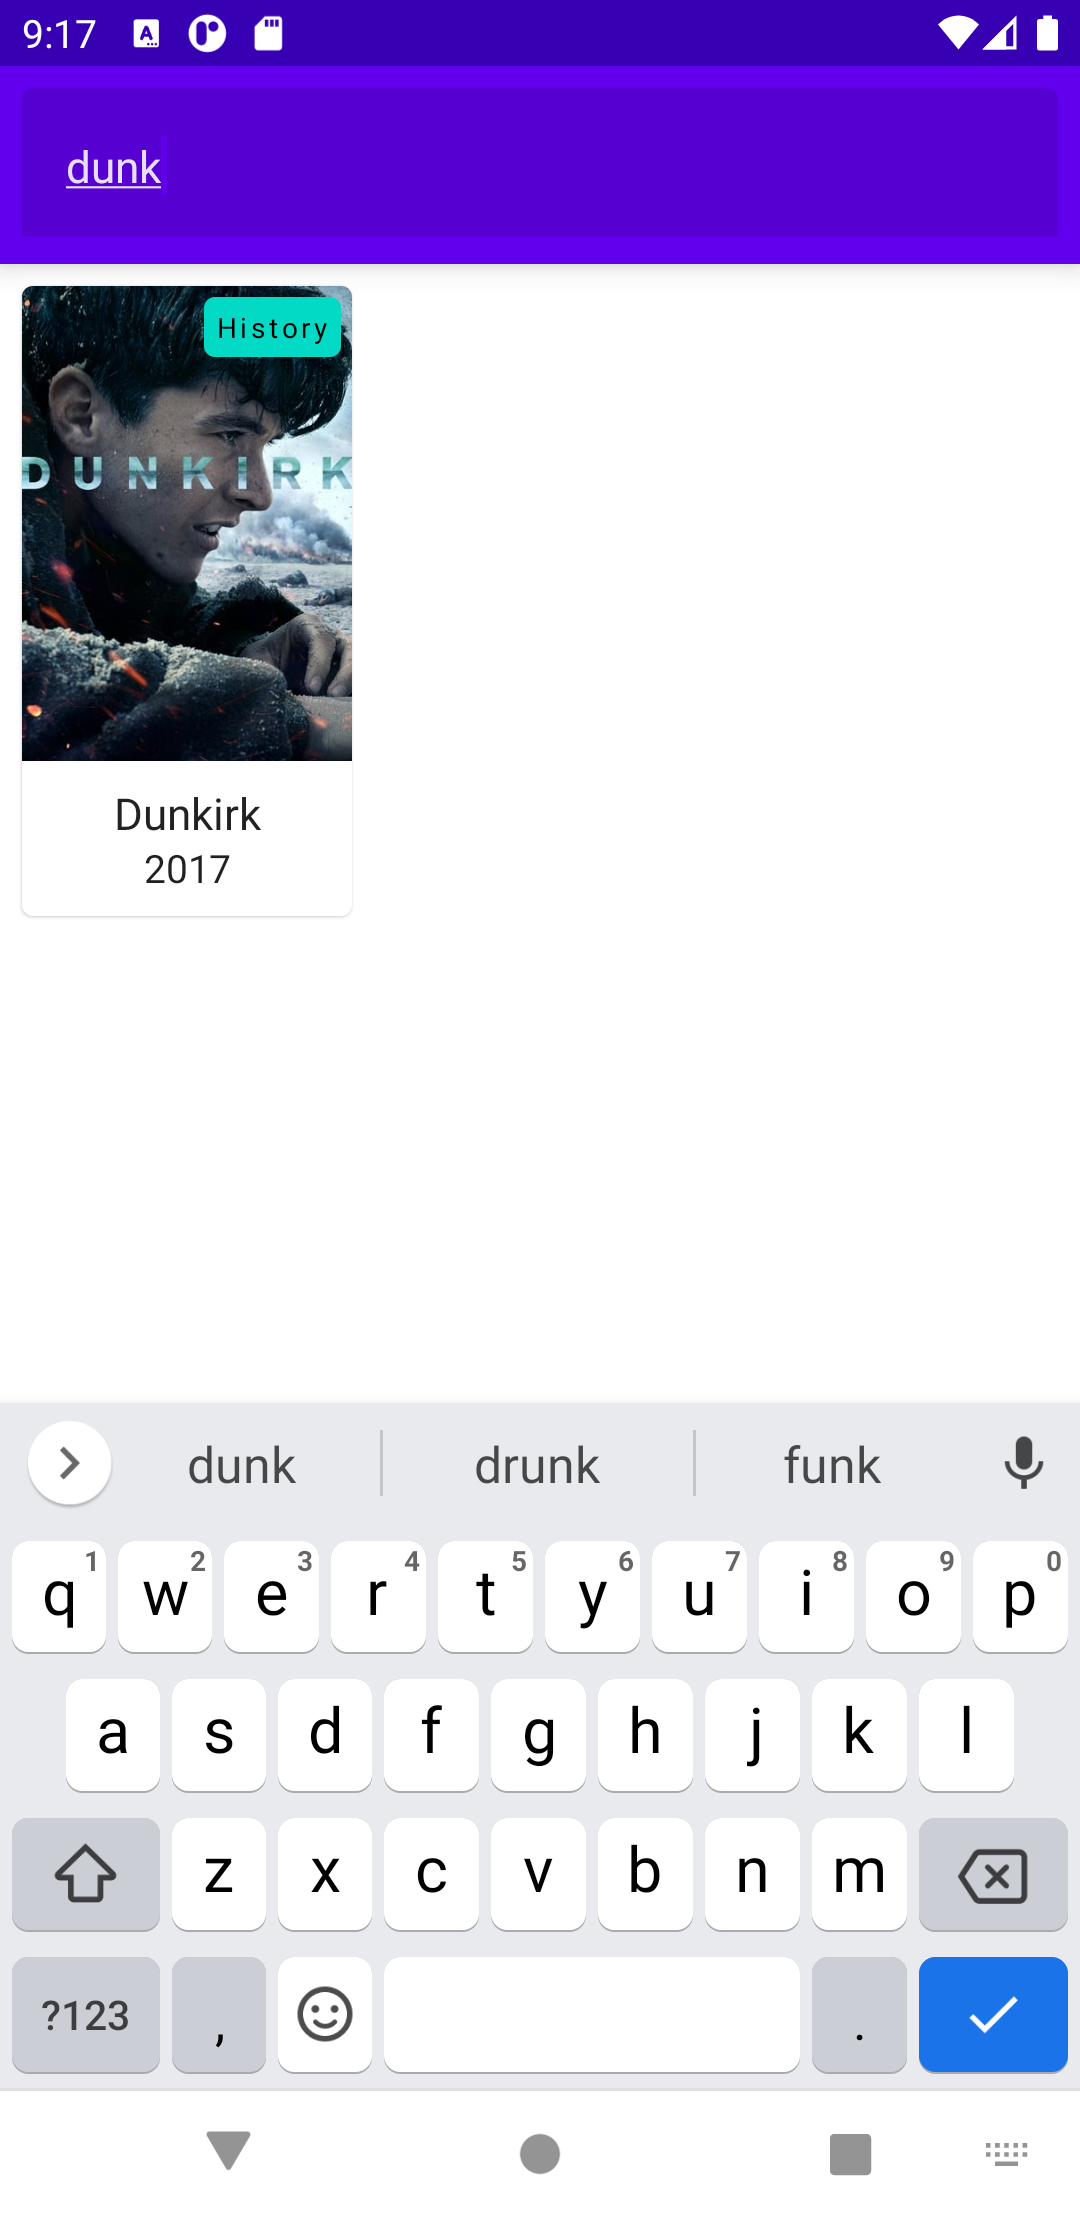 9:17
dunk
History
DUNKIRK
Dunkirk
2017
dunk drunk funk
q 1 w 2 e 3 r 4 t 5 y 6 u 7 i 8 o 9 p 0
a s d f g h j k l
z x c v b n m
?123 , .